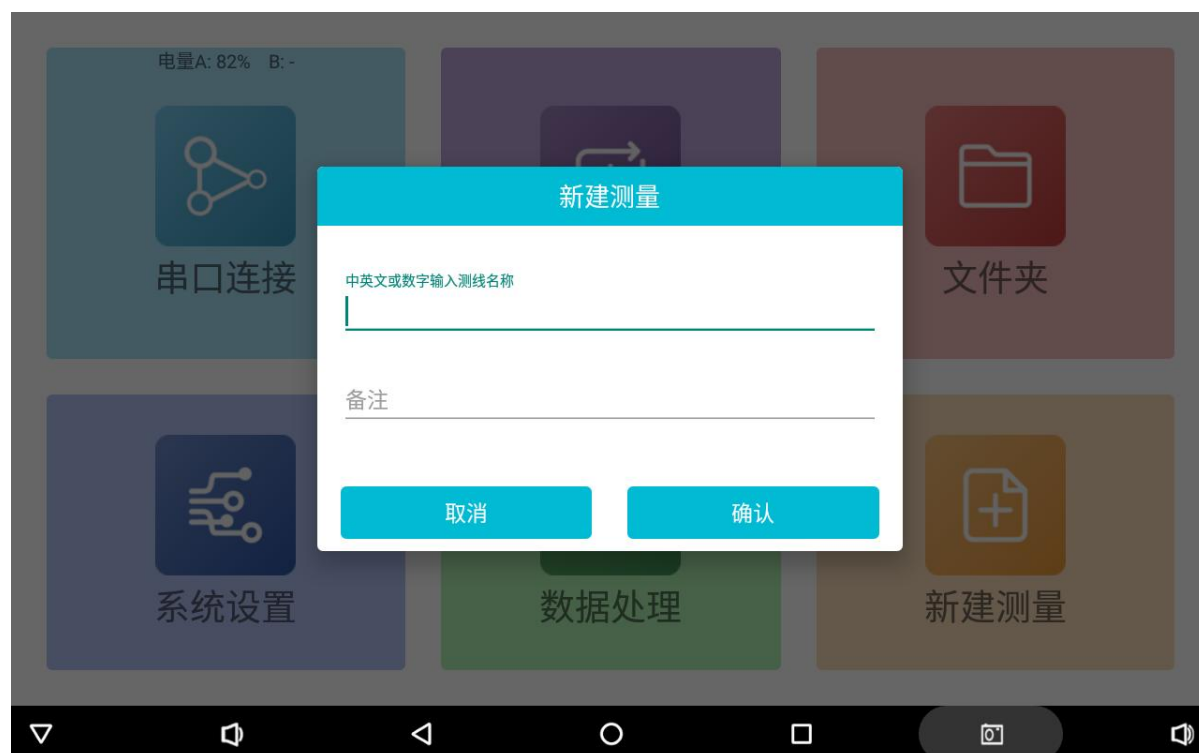 电量A: 82% B: -
新建测量
串口连接
文件夹
中英文或数字输入测线名称
备注
取消
确认
系统设置
数据处理
新建测量